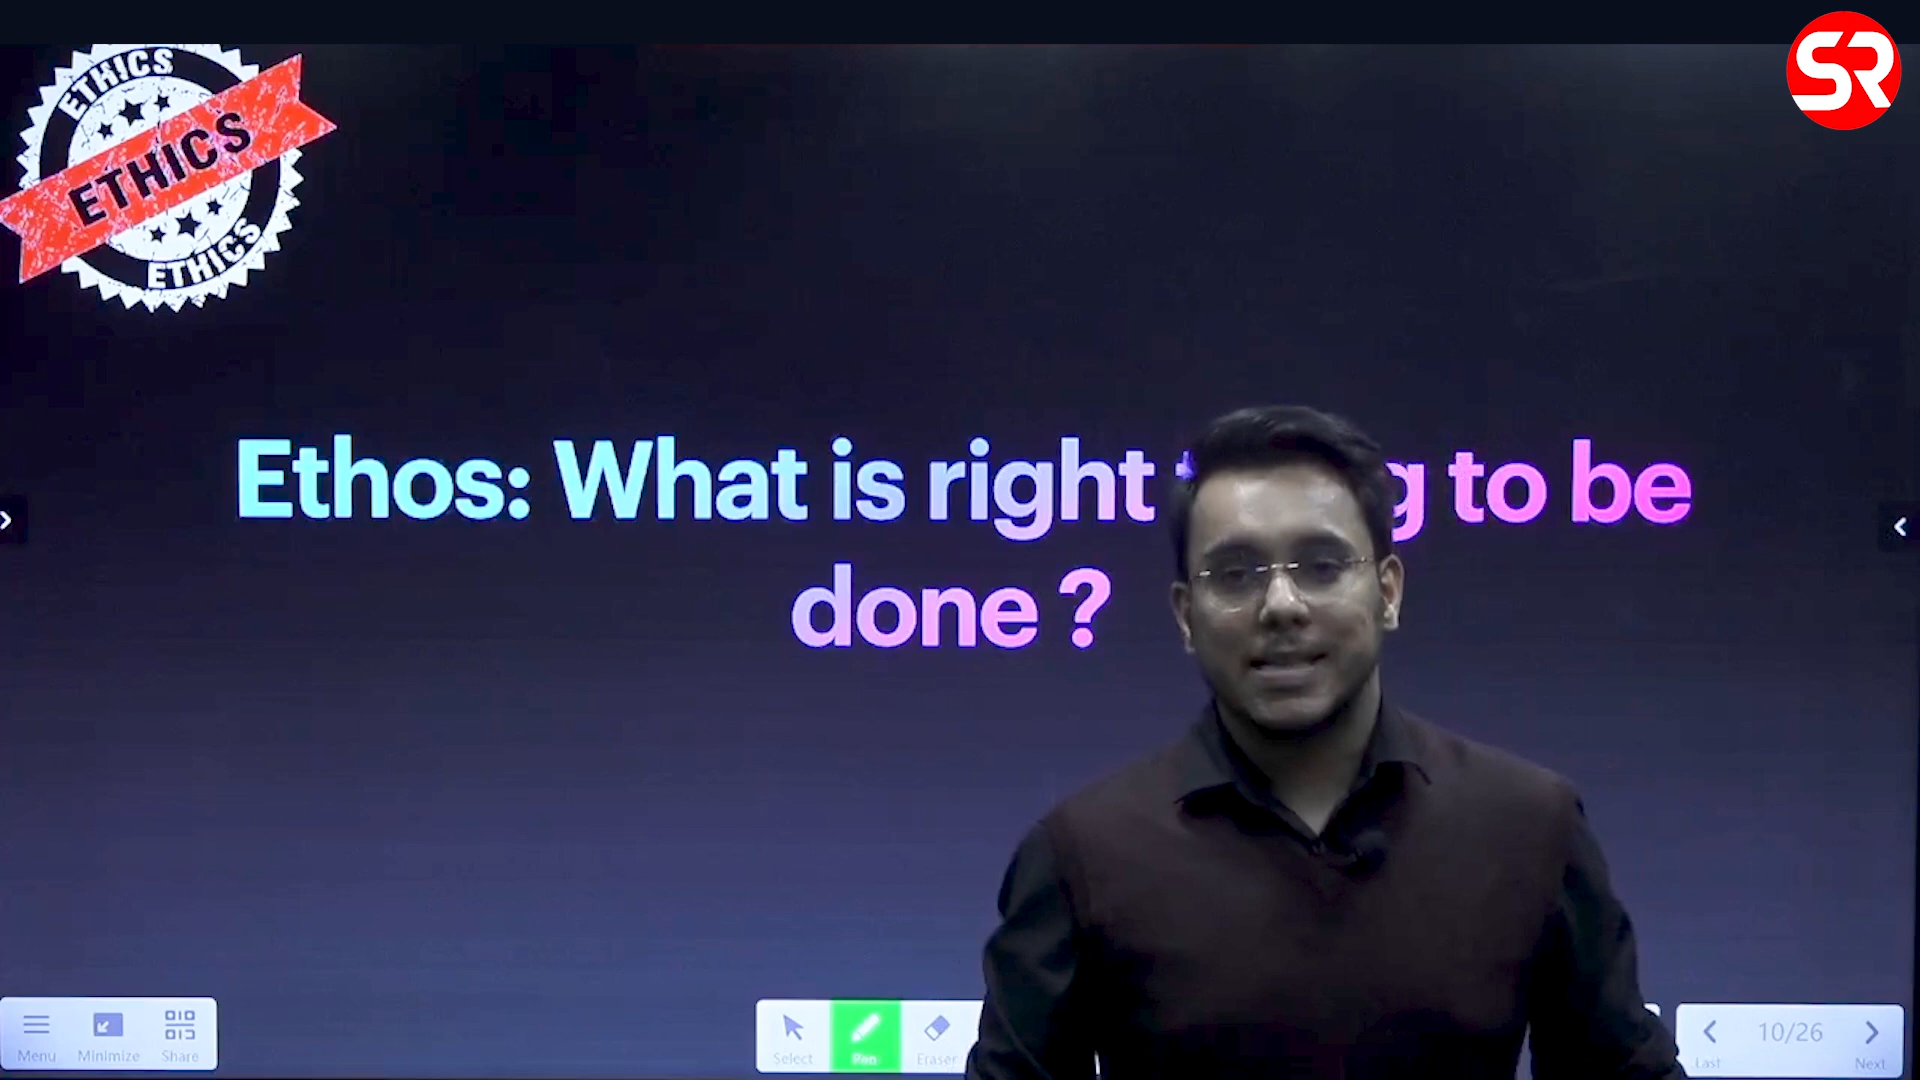 ETHICS
ETHICS
ETHICS
SR
Ethos: What is right to be
done ?
Menu
Minimize
Share
Select
Pen
Eraser
10/26
Last
Next